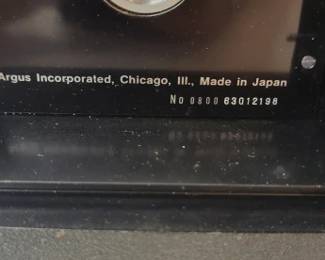 Argus Incorporated, Chicago, Ill., Made in Japan
No 0800 63012198